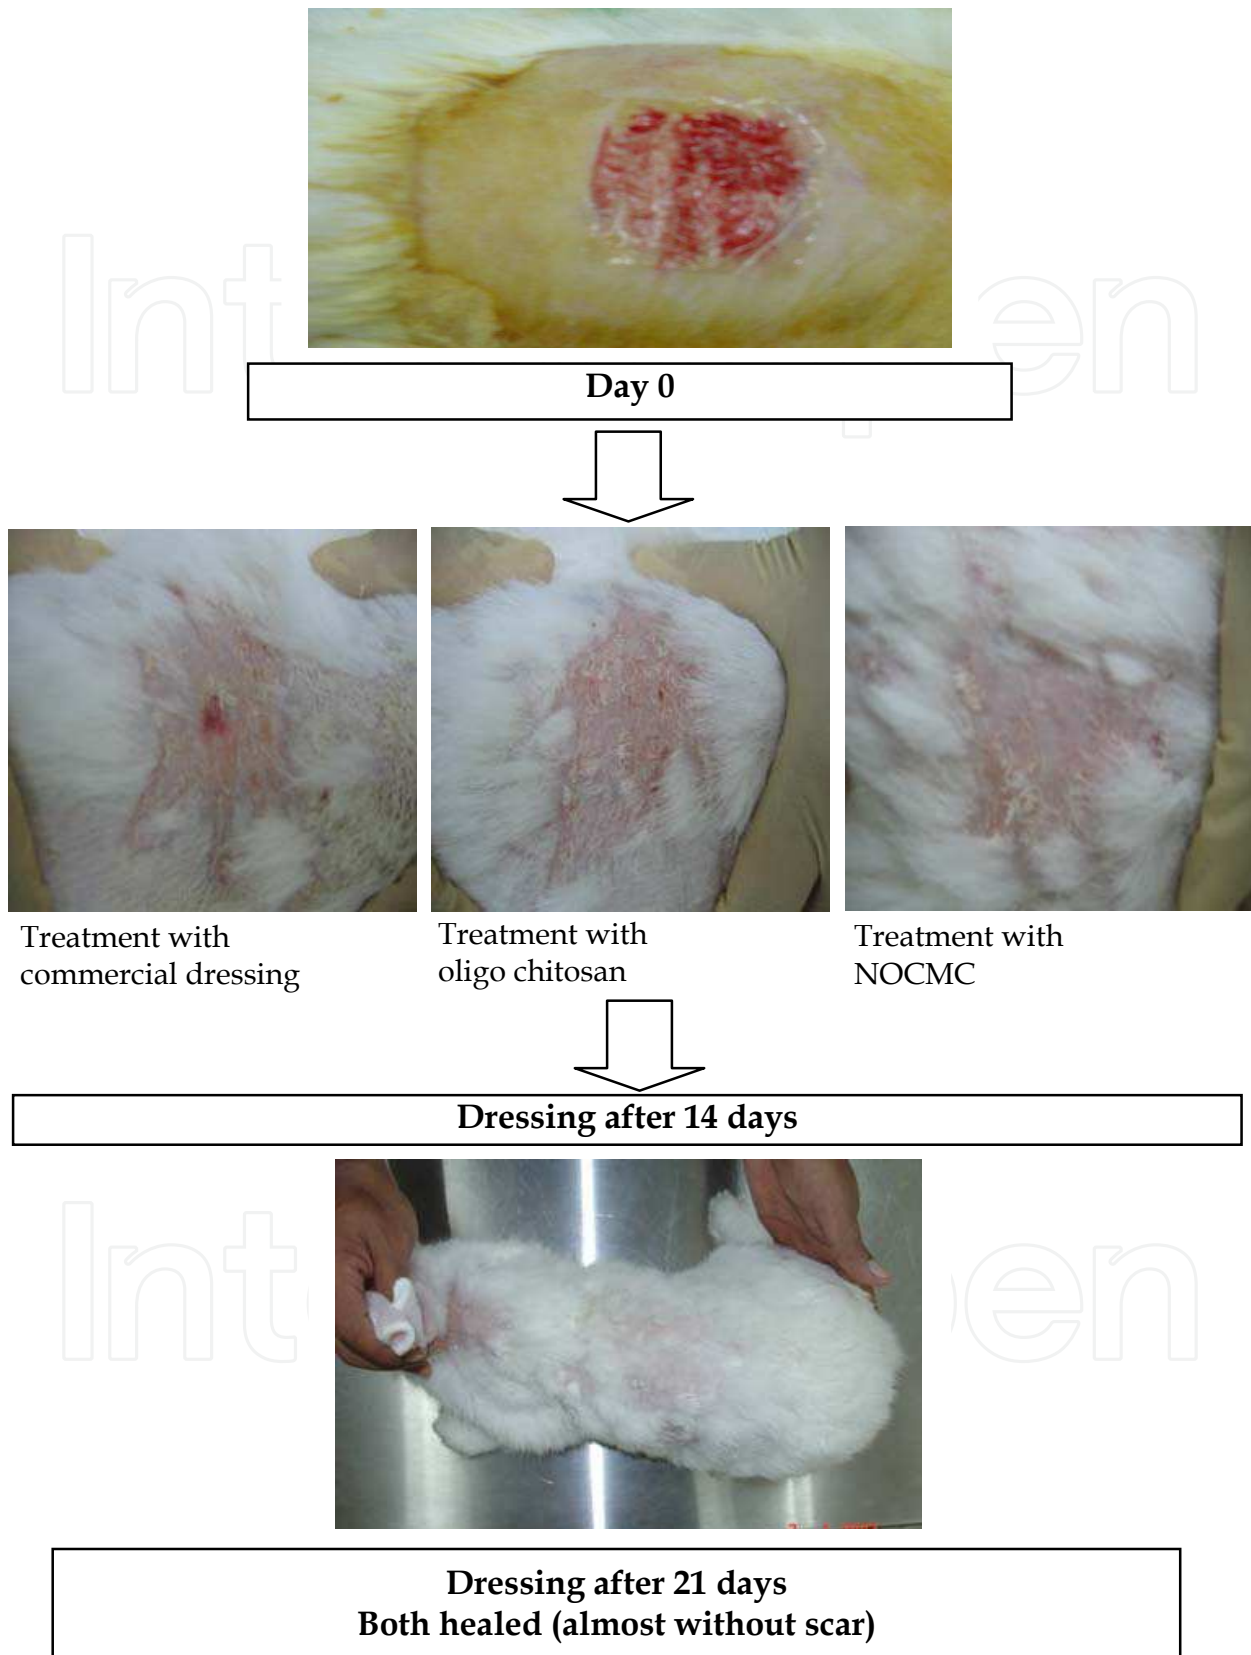 Day 0
Treatment with
commercial dressing
Treatment with
oligo chitosan
Treatment with
NOCMC
Dressing after 14 days
Dressing after 21 days
Both healed (almost without scar)